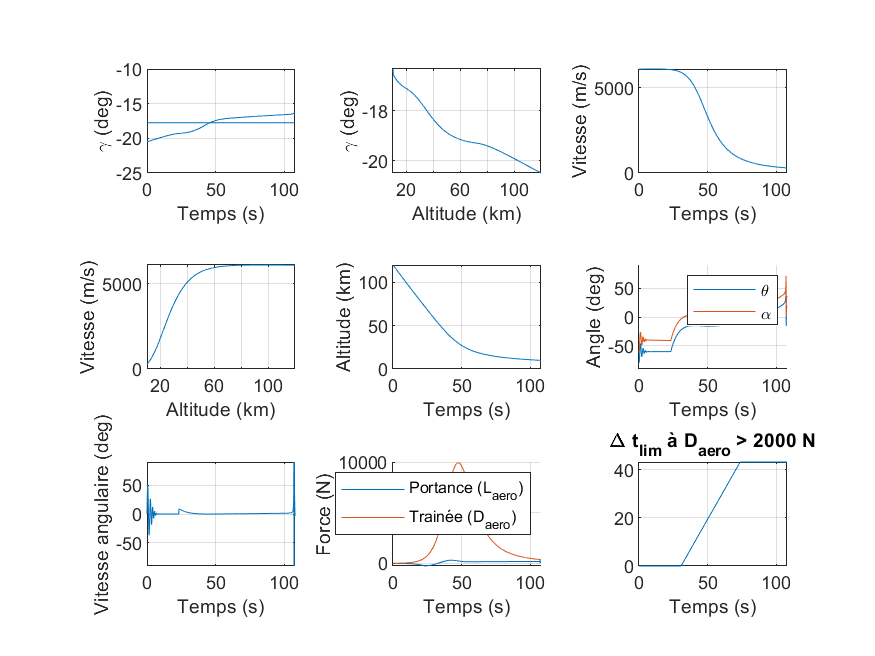 -10
-15
-20
-25
γ (deg)
0
50
100
Temps (s)
-18
-20
γ (deg)
20
60
100
Altitude (km)
5000
0
Vitesse (m/s)
0
50
100
Temps (s)
5000
0
Vitesse (m/s)
20
60
100
Altitude (km)
100
50
0
Altitude (km)
0
50
100
Temps (s)
50
0
-50
Angle (deg)
θ
α
0
50
100
Temps (s)
50
0
-50
Vitesse angulaire (deg)
0
50
100
Temps (s)
10000
0
Force (N)
Portance (L_aero)
Trainée (D_aero)
0
50
100
Temps (s)
Δ t_lim à D_aero > 2000 N
40
20
0
0
50
100
Temps (s)